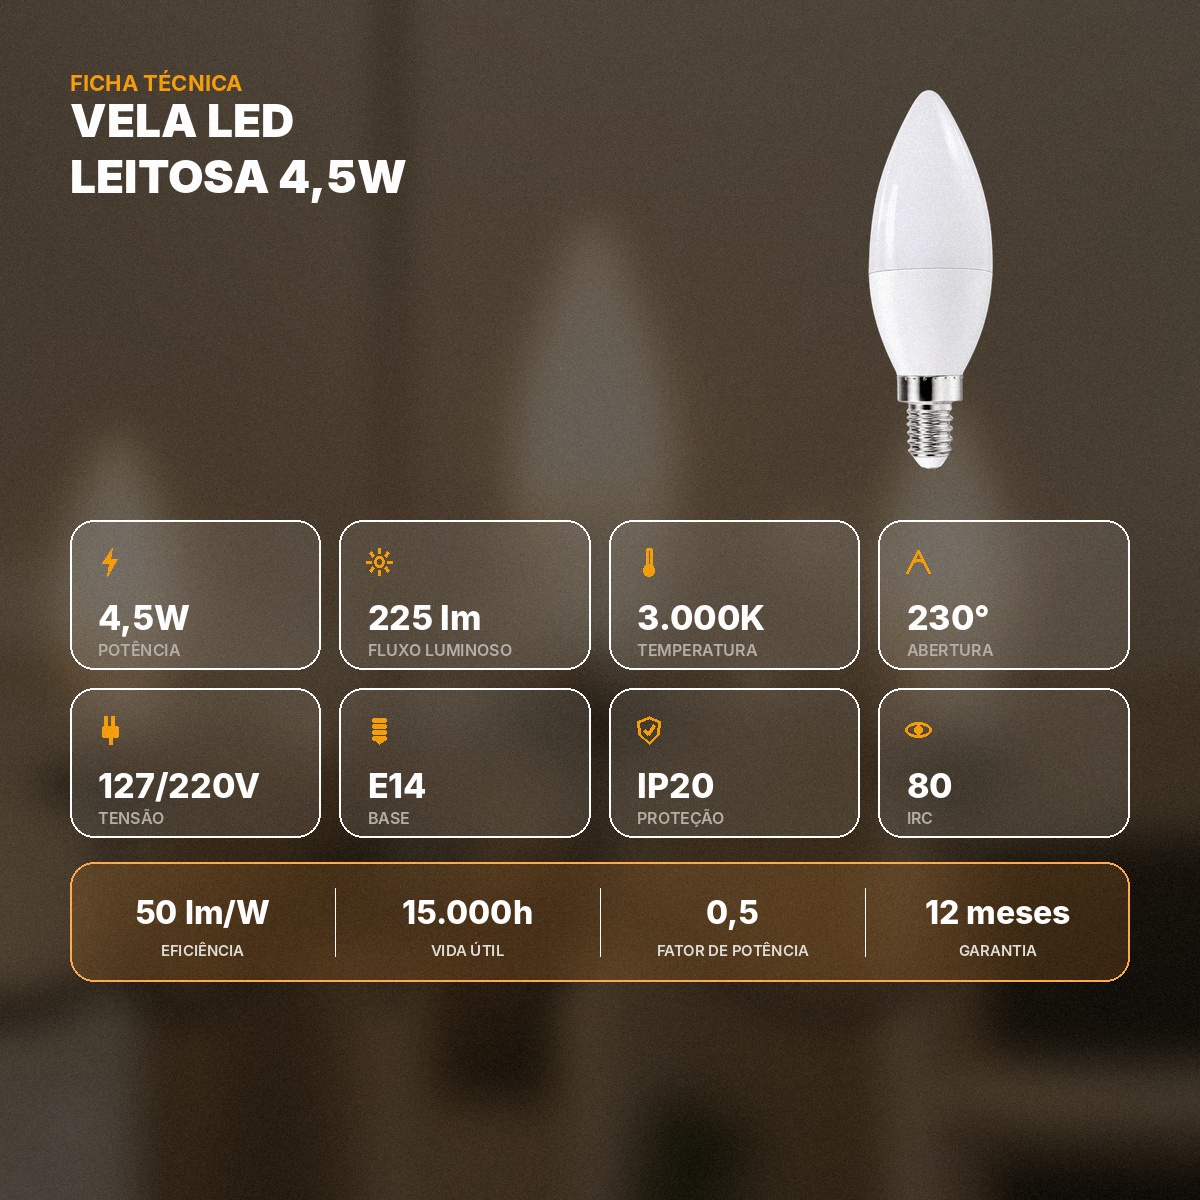 FICHA TÉCNICA
VELA LED
LEITOSA 4,5W
4,5W
POTÊNCIA
225 lm
FLUXO LUMINOSO
3.000K
TEMPERATURA
230°
ABERTURA
127/220V
TENSÃO
E14
BASE
IP20
PROTEÇÃO
80
IRC
50 lm/W
EFICIÊNCIA
15.000h
VIDA ÚTIL
0,5
FATOR DE POTÊNCIA
12 meses
GARANTIA